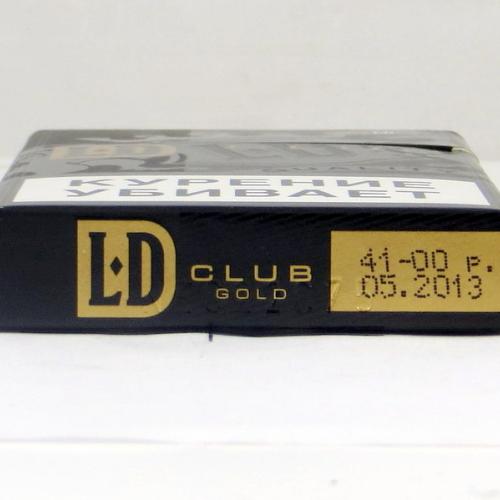 LD
КУРЕНИЕ
УБИВАЕТ
L·D
CLUB
GOLD
41-00 р.
05.2013